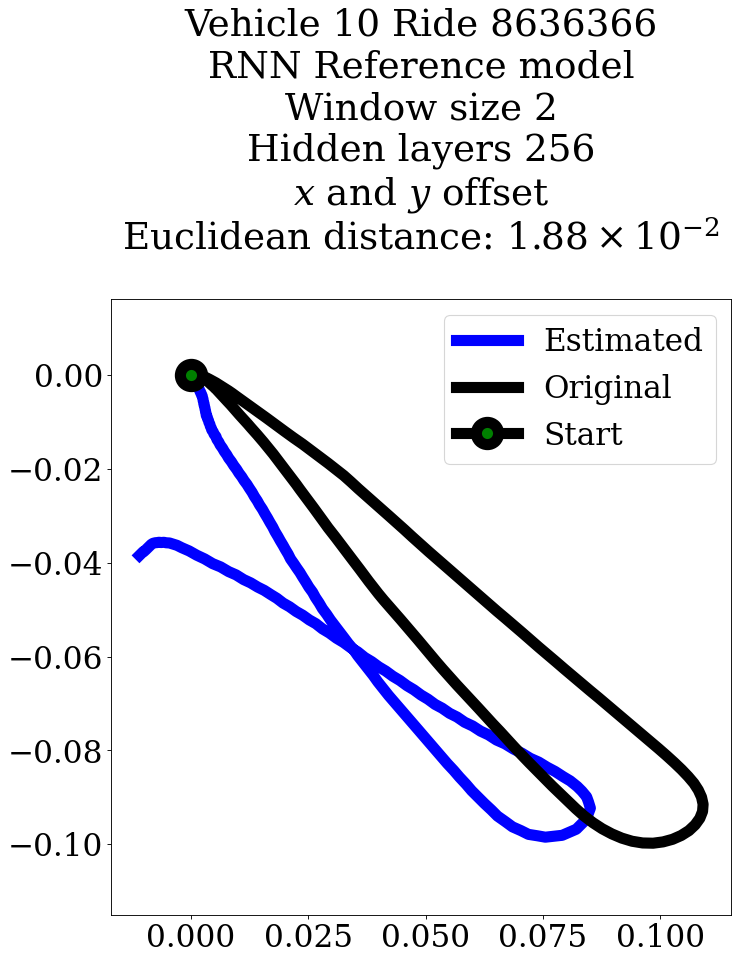 Vehicle 10 Ride 8636366
RNN Reference model
Window size 2
Hidden layers 256
x and y offset
Euclidean distance: 1.88 × 10⁻²
Estimated
Original
Start
0.00
−0.02
−0.04
−0.06
−0.08
−0.10
0.000 0.025 0.050 0.075 0.100